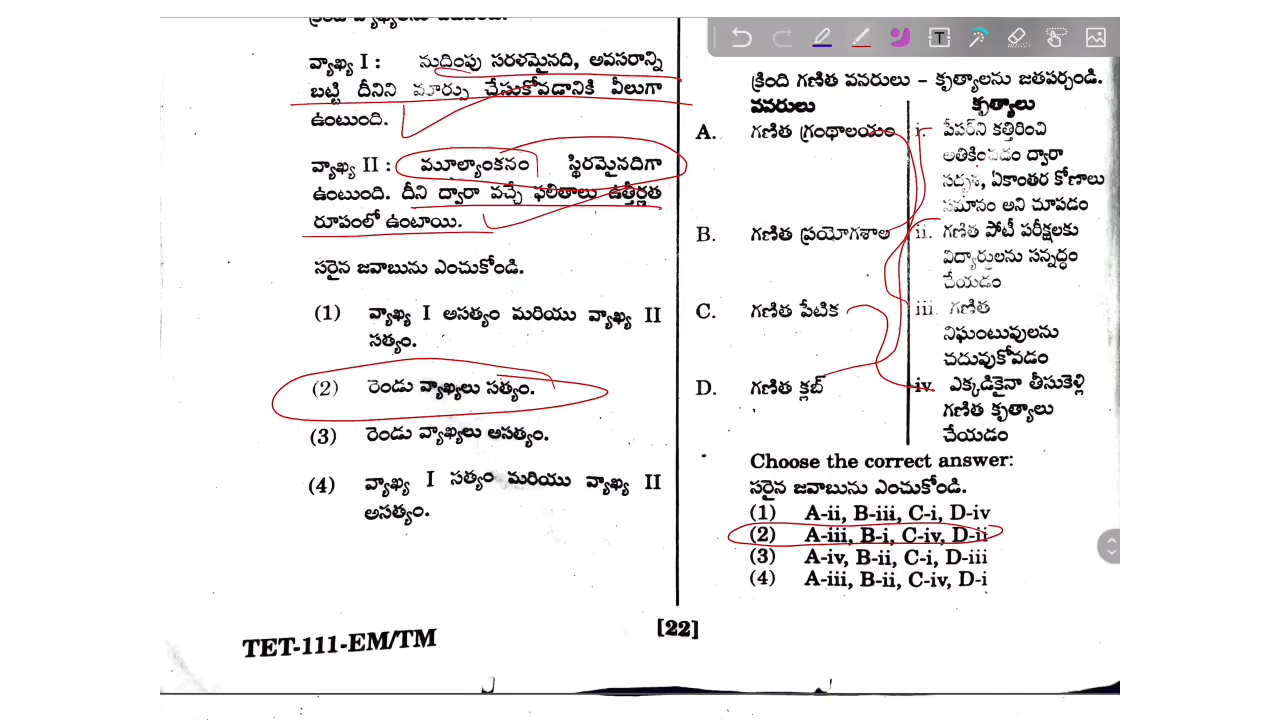 వ్యాఖ్య I : మదింపు సరళమైనది, అవసరాన్ని
బట్టి దీనిని మార్పు చేసుకోవడానికి వీలుగా
ఉంటుంది.
వ్యాఖ్య II : మూల్యాంకనం స్థిరమైనదిగా
ఉంటుంది. దీని ద్వారా వచ్చే ఫలితాలు ఉత్తీర్ణత
రూపంలో ఉంటాయి.
సరైన జవాబును ఎంచుకోండి.
(1) వ్యాఖ్య I అసత్యం మరియు వ్యాఖ్య II
సత్యం.
(2) రెండు వ్యాఖ్యలు సత్యం.
(3) రెండు వ్యాఖ్యలు అసత్యం.
(4) వ్యాఖ్య I సత్యం మరియు వ్యాఖ్య II
అసత్యం.
TET-111-EM/TM
[22]
క్రింది గణిత వనరులు – కృత్యాలను జతపర్చండి.
వనరులు కృత్యాలు
A. గణిత గ్రంథాలయం
B. గణిత ప్రయోగశాల
C. గణిత పేటిక
D. గణిత క్లబ్
i. పేపర్‌ని కత్తిరించి
అతికించడం ద్వారా
సదృశ, ఏకాంతర కోణాలు
సమానం అని చూపడం
ii. గణిత పోటీ పరీక్షలకు
విద్యార్థులను సన్నద్ధం
చేయడం
iii. గణిత
నిఘంటువులను
చదువుకోవడం
iv. ఎక్కడికైనా తీసుకెళ్లి
గణిత కృత్యాలు
చేయడం
Choose the correct answer:
సరైన జవాబును ఎంచుకోండి.
(1) A-ii, B-iii, C-i, D-iv
(2) A-iii, B-i, C-iv, D-ii
(3) A-iv, B-ii, C-i, D-iii
(4) A-iii, B-ii, C-iv, D-i